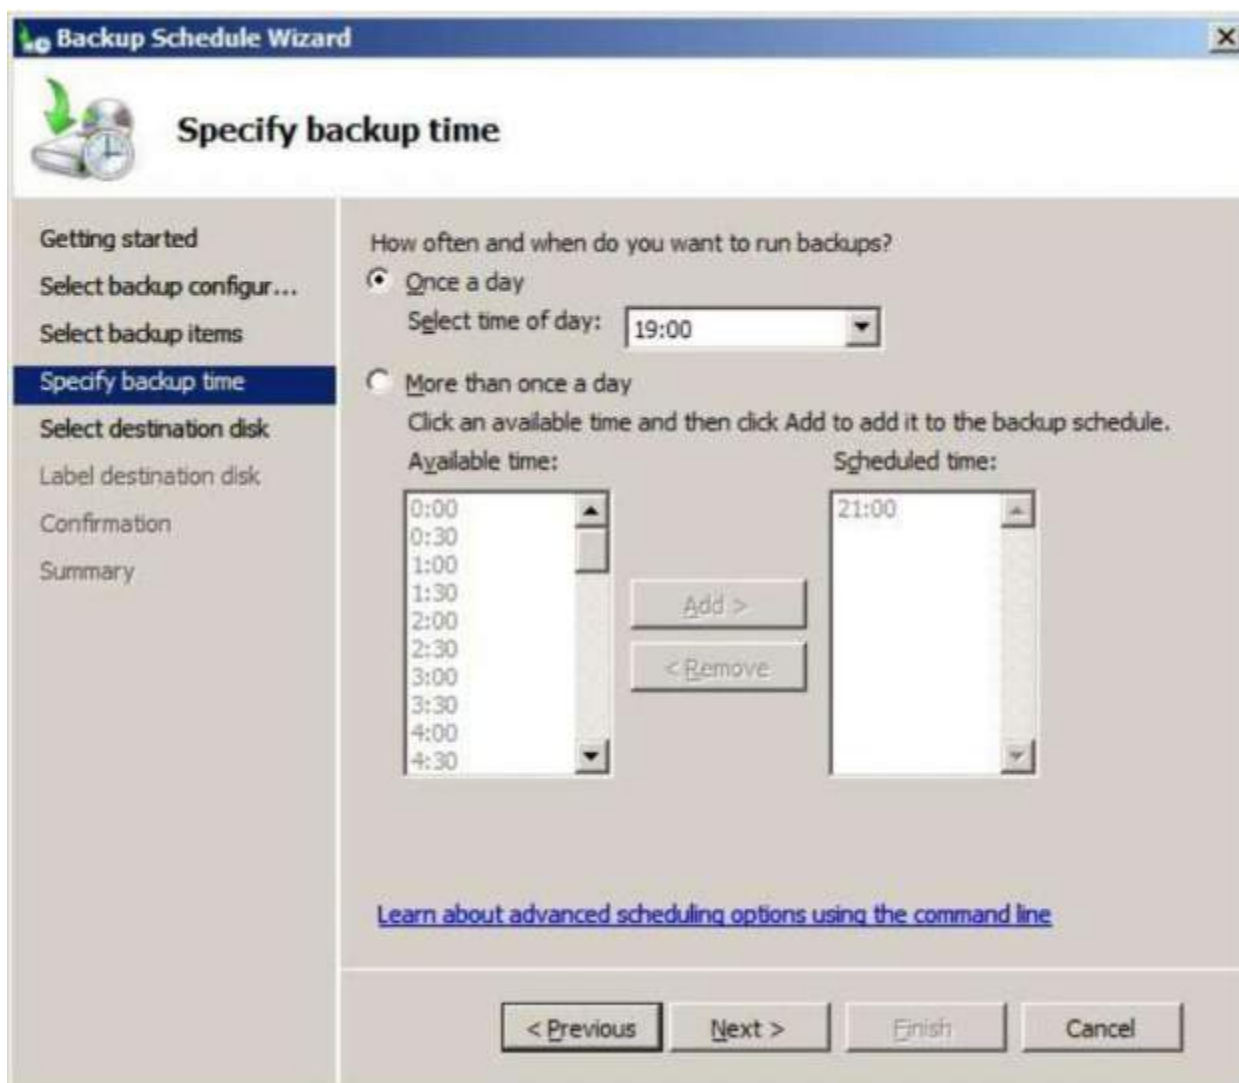 Backup Schedule Wizard
Specify backup time
Getting started
Select backup configur...
Select backup items
Specify backup time
Select destination disk
Label destination disk
Confirmation
Summary
How often and when do you want to run backups?
Once a day
Select time of day: 19:00
More than once a day
Click an available time and then click Add to add it to the backup schedule.
Available time:
0:00
0:30
1:00
1:30
2:00
2:30
3:00
3:30
4:00
4:30
Add >
< Remove
Scheduled time:
21:00
Learn about advanced scheduling options using the command line
< Previous Next > Finish Cancel